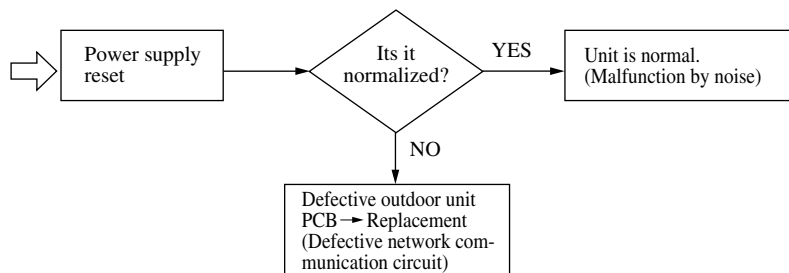 Power supply
reset
Its it
normalized?
YES
Unit is normal.
(Malfunction by noise)
NO
Defective outdoor unit
PCB → Replacement
(Defective network com-
munication circuit)